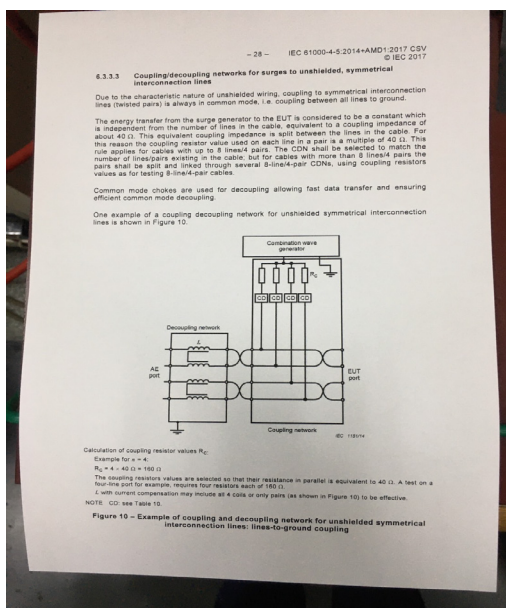 – 28 – IEC 61000-4-5:2014+AMD1:2017 CSV
© IEC 2017
6.3.3.3 Coupling/decoupling networks for surges to unshielded, symmetrical
interconnection lines
Due to the characteristic nature of unshielded wiring, coupling to symmetrical interconnection
lines (twisted pairs) is always in common mode, i.e. coupling between all lines to ground.
The energy transfer from the surge generator to the EUT is considered to be a constant which
is independent from the number of lines in the cable, equivalent to a coupling impedance of
about 40 Ω. This equivalent coupling impedance is split between the lines in the cable. For
this reason the coupling resistor value used on each line in a pair is a multiple of 40 Ω. This
rule applies for cables with up to 8 lines/4 pairs. The CDN shall be selected to match the
number of lines/pairs existing in the cable; but for cables with more than 8 lines/4 pairs the
pairs shall be split and linked through several 8-line/4-pair CDNs, using coupling resistors
values as for testing 8-line/4-pair cables.
Common mode chokes are used for decoupling allowing fast data transfer and ensuring
efficient common mode decoupling.
One example of a coupling decoupling network for unshielded symmetrical interconnection
lines is shown in Figure 10.
Combination wave
generator
RC
CD CD CD CD
Decoupling network
L
AE
port
EUT
port
Coupling network
IEC
Calculation of coupling resistor values RC:
Example for n = 4:
RC = 4 × 40 Ω = 160 Ω
The coupling resistors values are selected so that their resistance in parallel is equivalent to 40 Ω. A test on a
four-line port for example, requires four resistors each of 160 Ω.
L with current compensation may include all 4 coils or only pairs (as shown in Figure 10) to be effective.
NOTE CD: see Table 10.
Figure 10 – Example of coupling and decoupling network for unshielded symmetrical
interconnection lines: lines-to-ground coupling